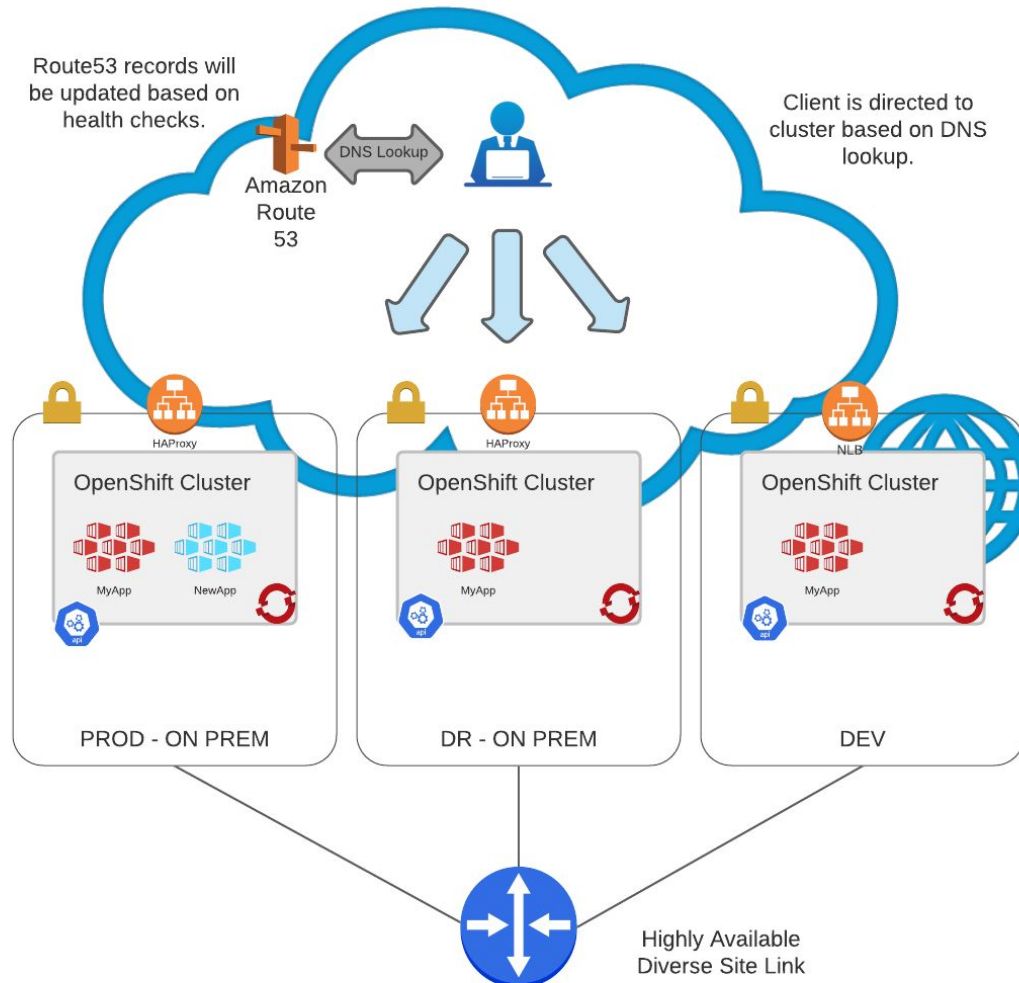 Route53 records will
be updated based on
health checks.
DNS Lookup
Client is directed to
cluster based on DNS
lookup.
Amazon
Route
53
HAProxy
HAProxy
NLB
OpenShift Cluster
OpenShift Cluster
OpenShift Cluster
MyApp
NewApp
MyApp
MyApp
api
api
api
PROD - ON PREM
DR - ON PREM
DEV
Highly Available
Diverse Site Link